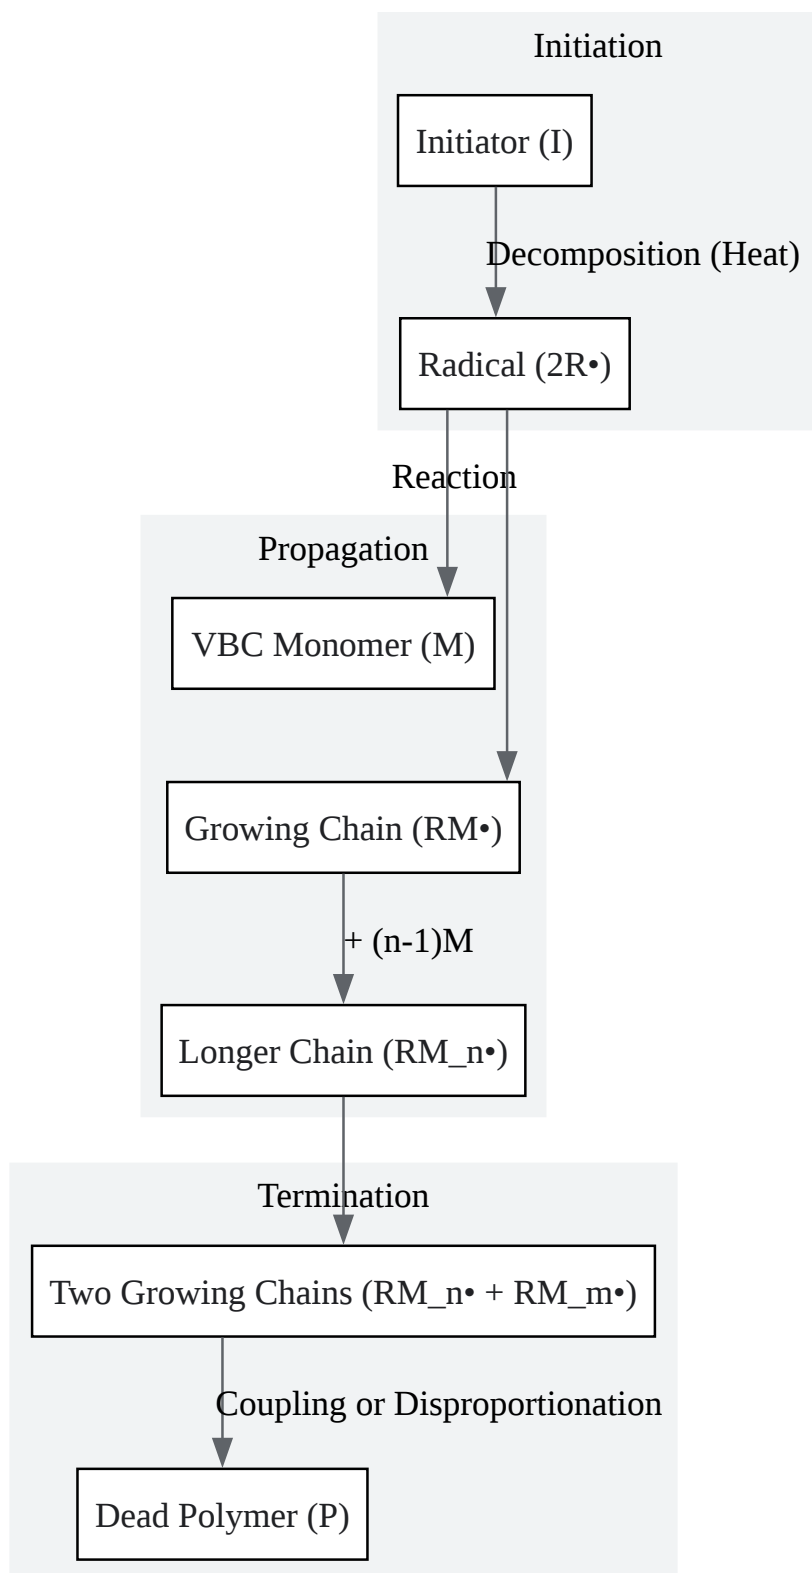 Initiation
Initiator (I)
Decomposition (Heat)
Radical (2R•)
Reaction
Propagation
VBC Monomer (M)
Growing Chain (RM•)
+ (n-1)M
Longer Chain (RM_n•)
Termination
Two Growing Chains (RM_n• + RM_m•)
Coupling or Disproportionation
Dead Polymer (P)